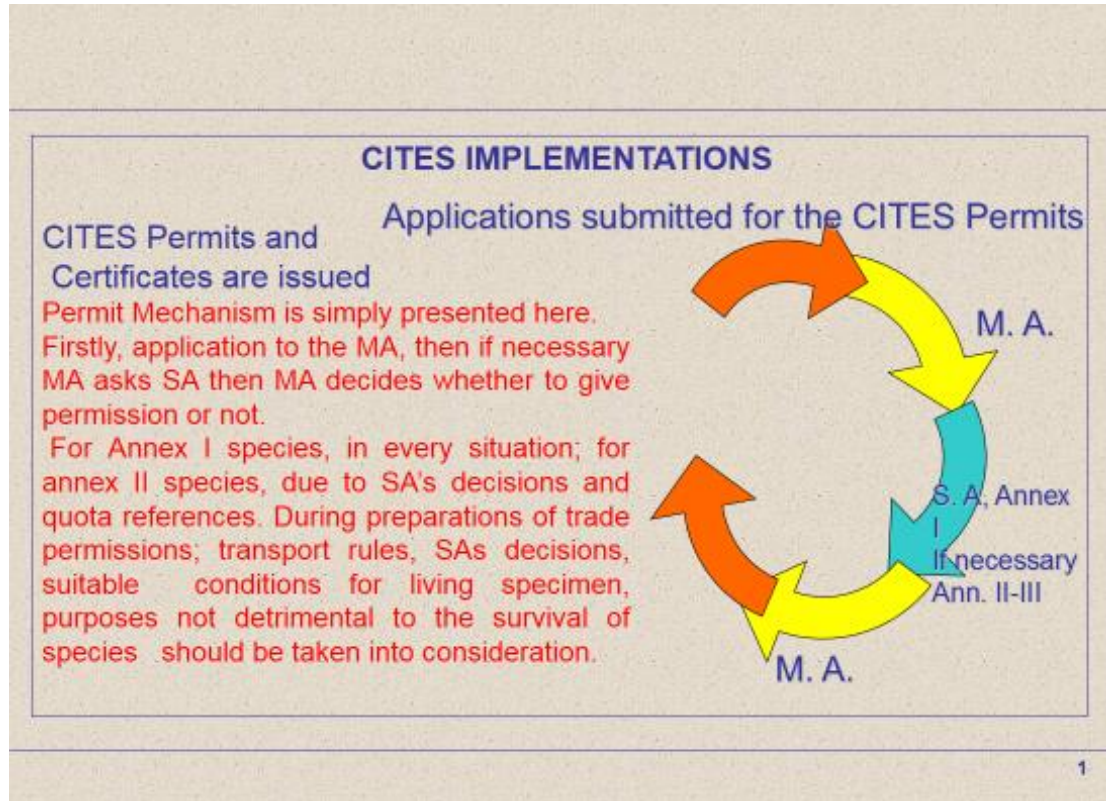 CITES IMPLEMENTATIONS
Applications submitted for the CITES Permits
CITES Permits and
Certificates are issued
Permit Mechanism is simply presented here.
Firstly, application to the MA, then if necessary
MA asks SA then MA decides whether to give
permission or not.
For Annex I species, in every situation; for
annex II species, due to SA's decisions and
quota references. During preparations of trade
permissions; transport rules, SAs decisions,
suitable conditions for living specimen,
purposes not detrimental to the survival of
species should be taken into consideration.
M. A.
S. A, Annex
I
If necessary
Ann. II-III
M. A.
1